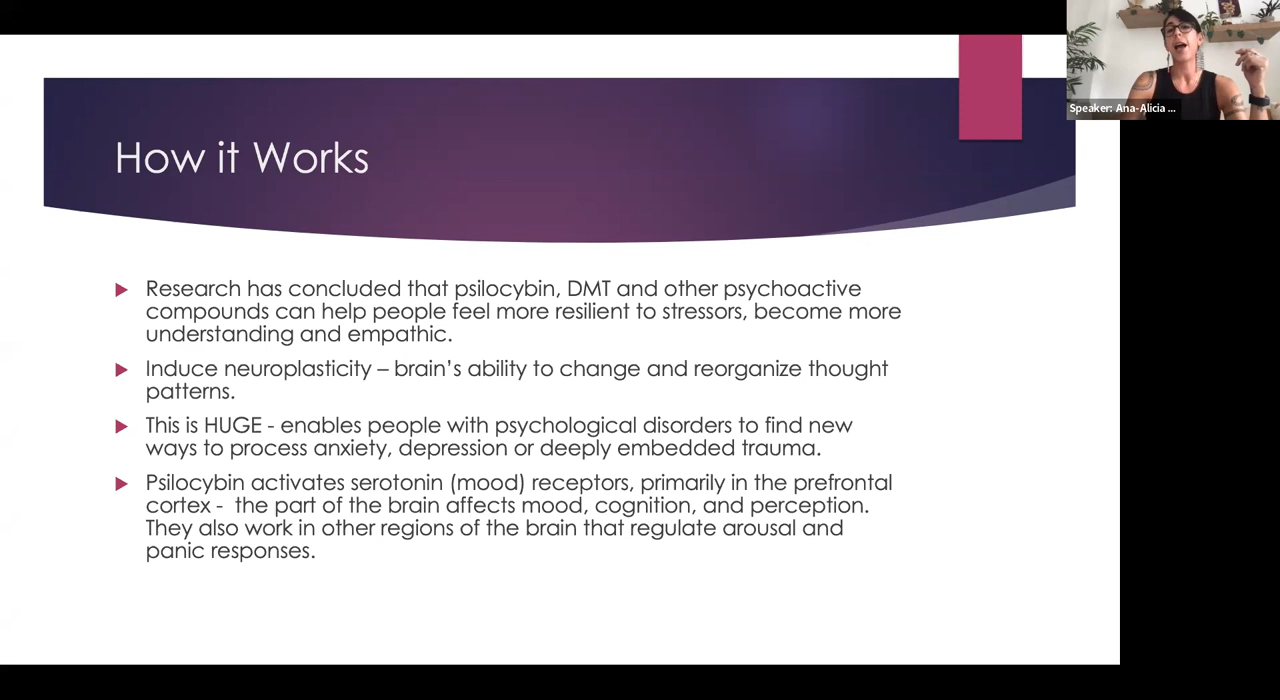 Speaker: Ana-Alicia ...
How it Works
Research has concluded that psilocybin, DMT and other psychoactive
compounds can help people feel more resilient to stressors, become more
understanding and empathic.
Induce neuroplasticity – brain's ability to change and reorganize thought
patterns.
This is HUGE - enables people with psychological disorders to find new
ways to process anxiety, depression or deeply embedded trauma.
Psilocybin activates serotonin (mood) receptors, primarily in the prefrontal
cortex -  the part of the brain affects mood, cognition, and perception.
They also work in other regions of the brain that regulate arousal and
panic responses.